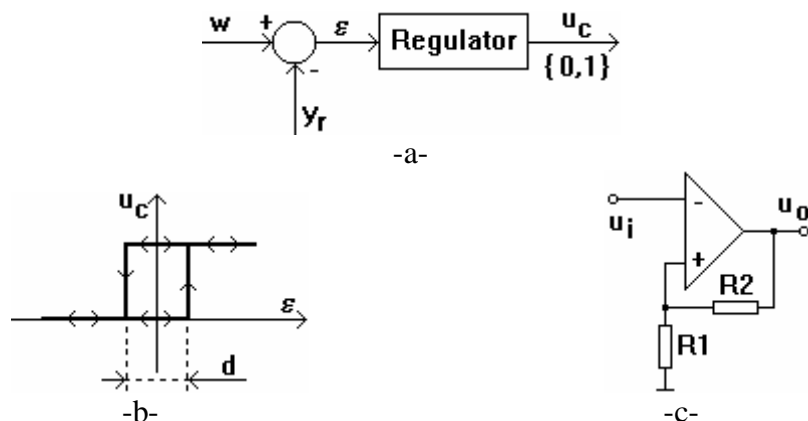 w + ε Regulator u_c
- {0,1}
y_r
-a-
u_c
ε
d
-b-
u_i - u_o
+
R2
R1
-c-